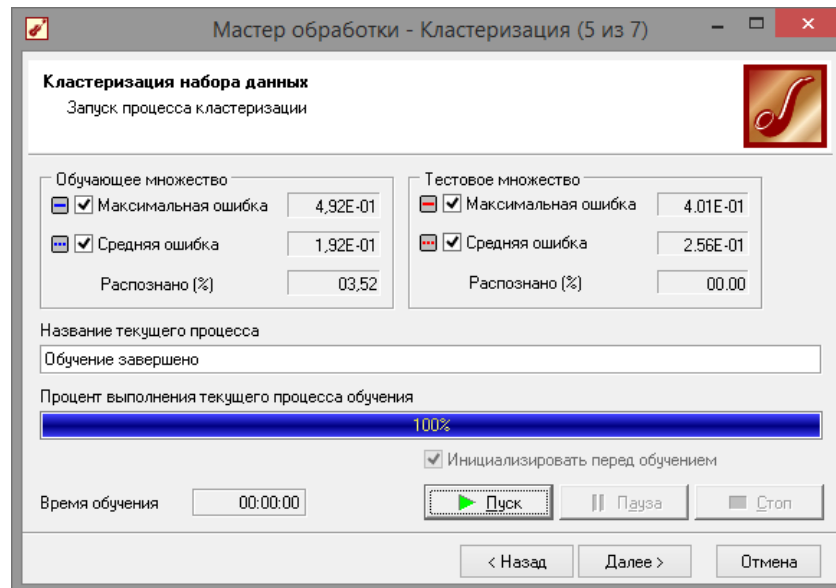 Мастер обработки - Кластеризация (5 из 7)
Кластеризация набора данных
Запуск процесса кластеризации
Обучающее множество
Максимальная ошибка 4,92E-01
Средняя ошибка 1,92E-01
Распознано (%) 03,52
Тестовое множество
Максимальная ошибка 4.01E-01
Средняя ошибка 2.56E-01
Распознано (%) 00.00
Название текущего процесса
Обучение завершено
Процент выполнения текущего процесса обучения
100%
Инициализировать перед обучением
Время обучения 00:00:00 Пуск Пауза Стоп
< Назад Далее > Отмена